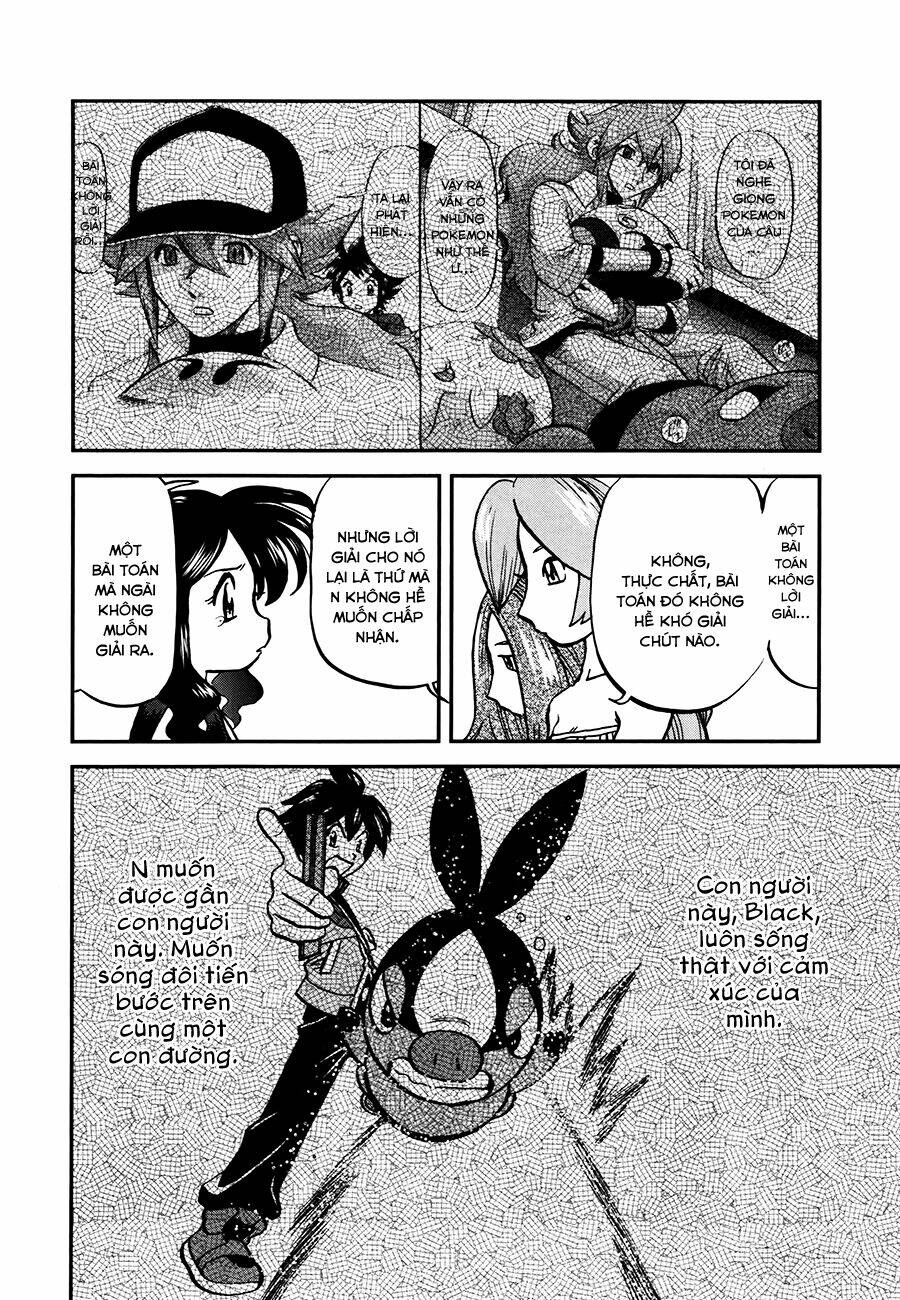 TÔI ĐÃ
NGHE
GIỌNG
POKEMON
CỦA CẬU
VẬY RA
VẪN CÓ
NHỮNG
POKEMON
NHƯ THẾ
Ư...
TA LẠI
PHÁT
HIỆN...
BÀI
TOÁN
KHÔNG
LỜI GIẢI
RỒI.
MỘT
BÀI
TOÁN
KHÔNG
LỜI
GIẢI...
KHÔNG,
THỰC CHẤT, BÀI
TOÁN ĐÓ KHÔNG
HỀ KHÓ GIẢI
CHÚT NÀO.
NHƯNG LỜI
GIẢI CHO NÓ
LẠI LÀ THỨ MÀ
N KHÔNG HỀ
MUỐN CHẤP
NHẬN.
MỘT
BÀI TOÁN
MÀ NGÀI
KHÔNG
MUỐN
GIẢI RA.
Con người
này, Black,
luôn sống
thật với cảm
xúc của
mình.
N muốn
được gần
con người
này. Muốn
sóng đôi tiến
bước trên
cùng một
con đường.